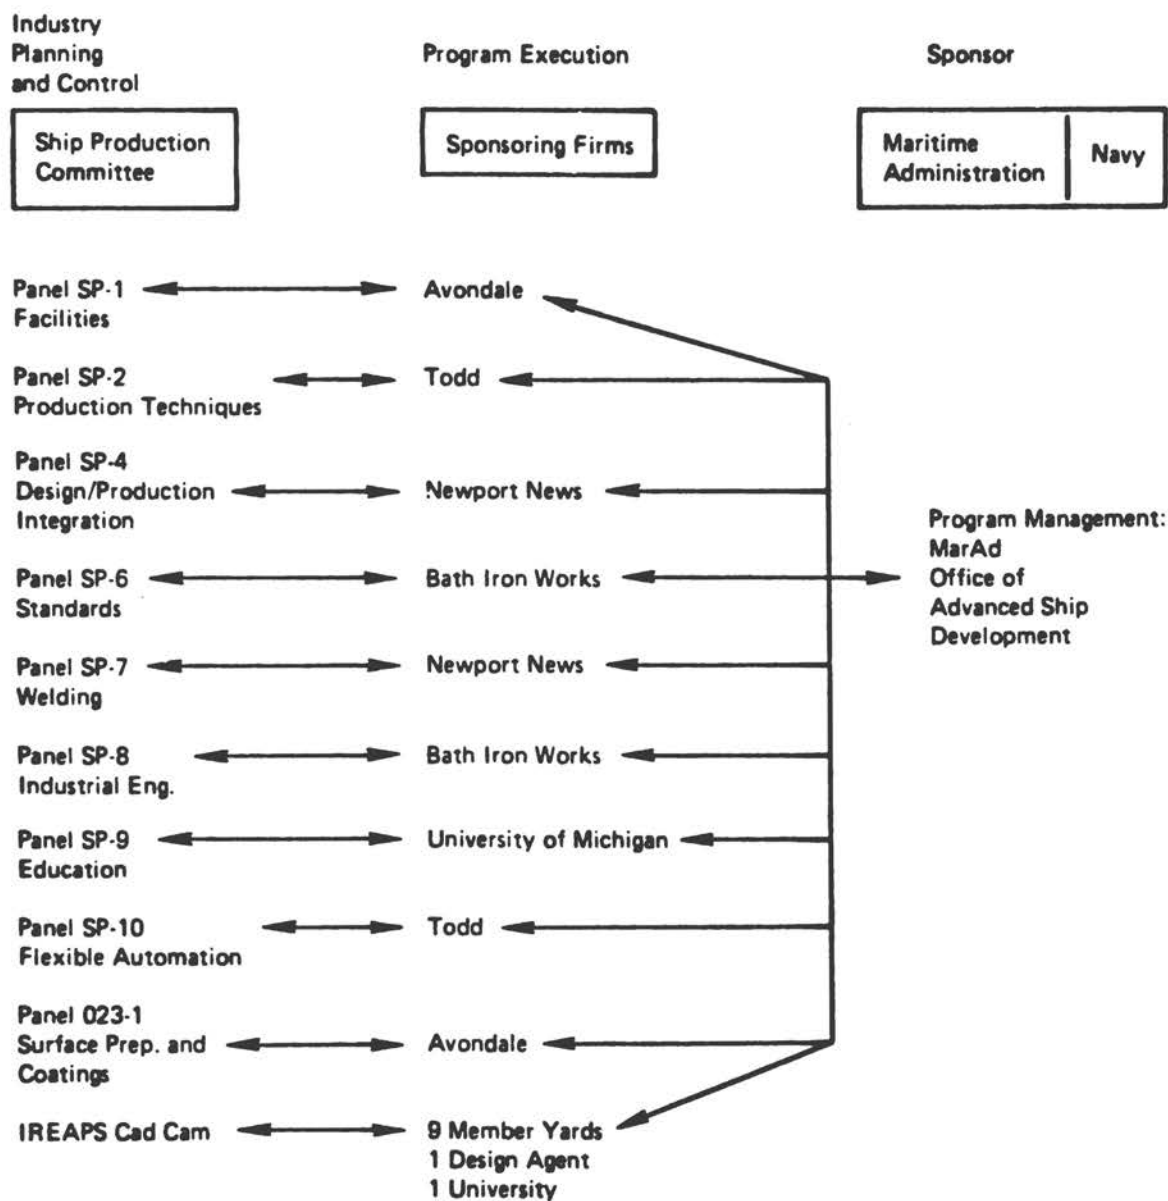 Industry
Planning
and Control
Program Execution
Sponsor
Ship Production
Committee
Sponsoring Firms
Maritime
Administration
Navy
Panel SP-1
Facilities
Avondale
Panel SP-2
Production Techniques
Todd
Panel SP-4
Design/Production
Integration
Newport News
Program Management:
MarAd
Office of
Advanced Ship
Development
Panel SP-6
Standards
Bath Iron Works
Panel SP-7
Welding
Newport News
Panel SP-8
Industrial Eng.
Bath Iron Works
Panel SP-9
Education
University of Michigan
Panel SP-10
Flexible Automation
Todd
Panel 023-1
Surface Prep. and
Coatings
Avondale
IREAPS Cad Cam
9 Member Yards
1 Design Agent
1 University